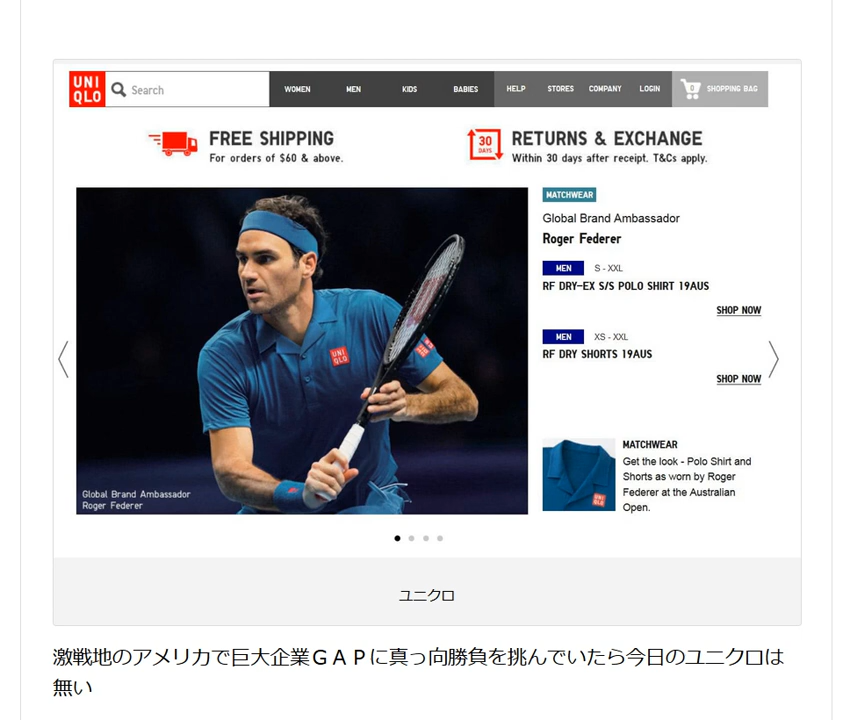 UNI
QLO
Search
WOMEN
MEN
KIDS
BABIES
HELP
STORES
COMPANY
LOGIN
0
SHOPPING BAG
FREE SHIPPING
For orders of $60 & above.
30
DAYS
RETURNS & EXCHANGE
Within 30 days after receipt. T&Cs apply.
UNI
QLO
Global Brand Ambassador
Roger Federer
MATCHWEAR
Global Brand Ambassador
Roger Federer
MEN S - XXL
RF DRY-EX S/S POLO SHIRT 19AUS
SHOP NOW
MEN XS - XXL
RF DRY SHORTS 19AUS
SHOP NOW
MATCHWEAR
Get the look - Polo Shirt and
Shorts as worn by Roger
Federer at the Australian
Open.
ユニクロ
激戦地のアメリカで巨大企業ＧＡＰに真っ向勝負を挑んでいたら今日のユニクロは
無い